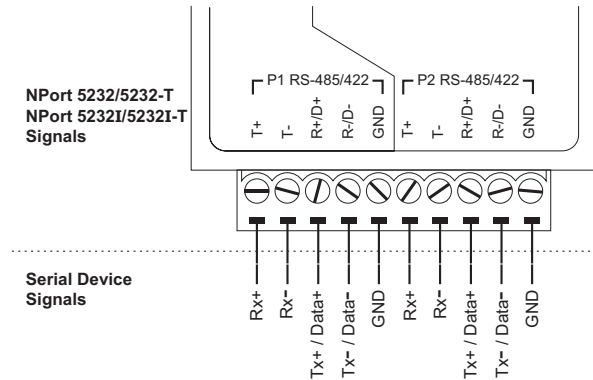 P1 RS-485/422
P2 RS-485/422
NPort 5232/5232-T
NPort 5232I/5232I-T
Signals
T+
T-
R+/D+
R-/D-
GND
T+
T-
R+/D+
R-/D-
GND
Serial Device
Signals
Rx+
Rx-
Tx+ / Data+
Tx- / Data-
GND
Rx+
Rx-
Tx+ / Data+
Tx- / Data-
GND